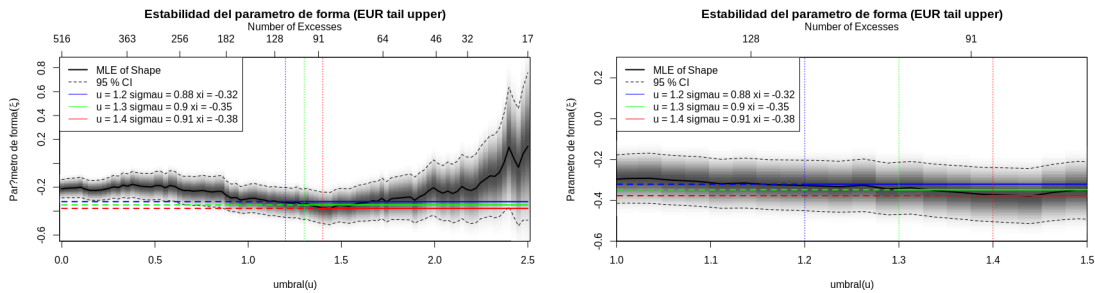 Estabilidad del parametro de forma (EUR tail upper)
Number of Excesses
516 363 256 182 128 91 64 46 32 17
MLE of Shape
95 % CI
u = 1.2 sigmau = 0.88 xi = -0.32
u = 1.3 sigmau = 0.9 xi = -0.35
u = 1.4 sigmau = 0.91 xi = -0.38
Par?metro de forma(ξ)
0.8
0.6
0.2
-0.2
-0.6
0.0 0.5 1.0 1.5 2.0 2.5
umbral(u)
Estabilidad del parametro de forma (EUR tail upper)
Number of Excesses
128 91
MLE of Shape
95 % CI
u = 1.2 sigmau = 0.88 xi = -0.32
u = 1.3 sigmau = 0.9 xi = -0.35
u = 1.4 sigmau = 0.91 xi = -0.38
Parametro de forma(ξ)
0.2
0.0
-0.2
-0.4
-0.6
1.0 1.1 1.2 1.3 1.4 1.5
umbral(u)